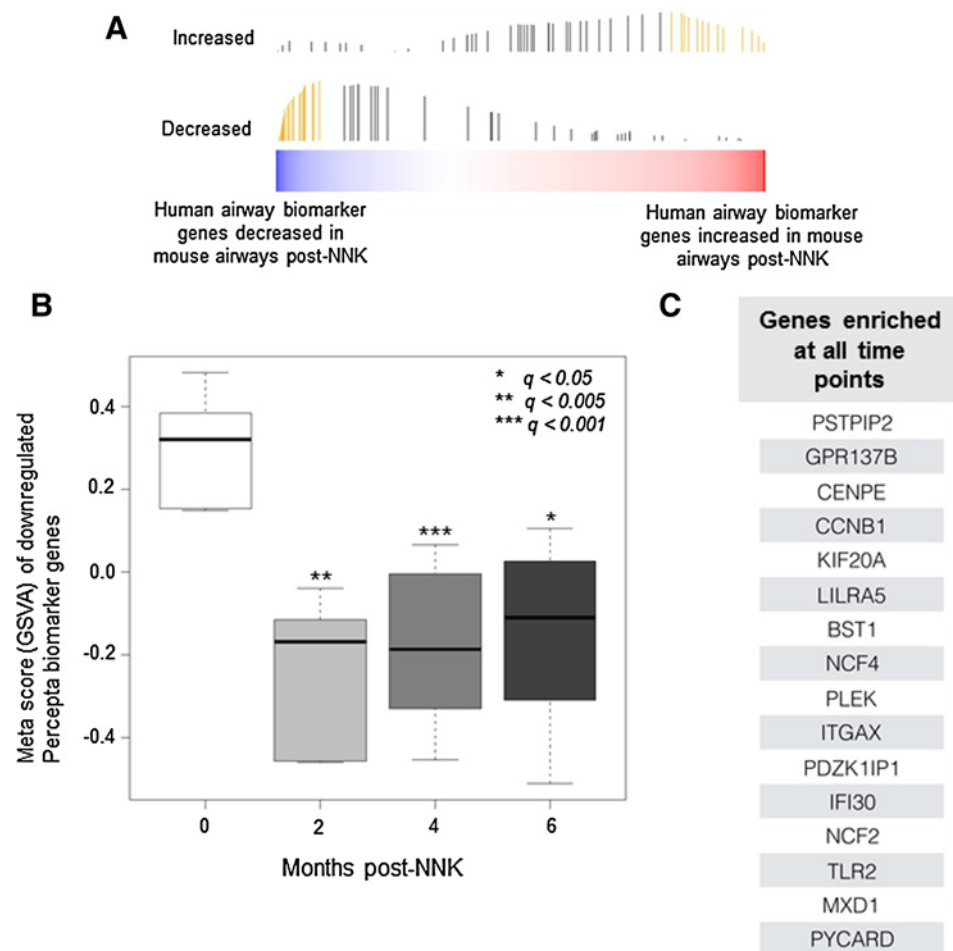 A
Increased
Decreased
Human airway biomarker
genes decreased in
mouse airways post-NNK
Human airway biomarker
genes increased in mouse
airways post-NNK
B
Meta score (GSVA) of downregulated
Percepta biomarker genes
0.4
0.2
0.0
-0.2
-0.4
* q < 0.05
** q < 0.005
*** q < 0.001
**
***
*
0 2 4 6
Months post-NNK
C
Genes enriched
at all time
points
PSTPIP2
GPR137B
CENPE
CCNB1
KIF20A
LILRA5
BST1
NCF4
PLEK
ITGAX
PDZK1IP1
IFI30
NCF2
TLR2
MXD1
PYCARD